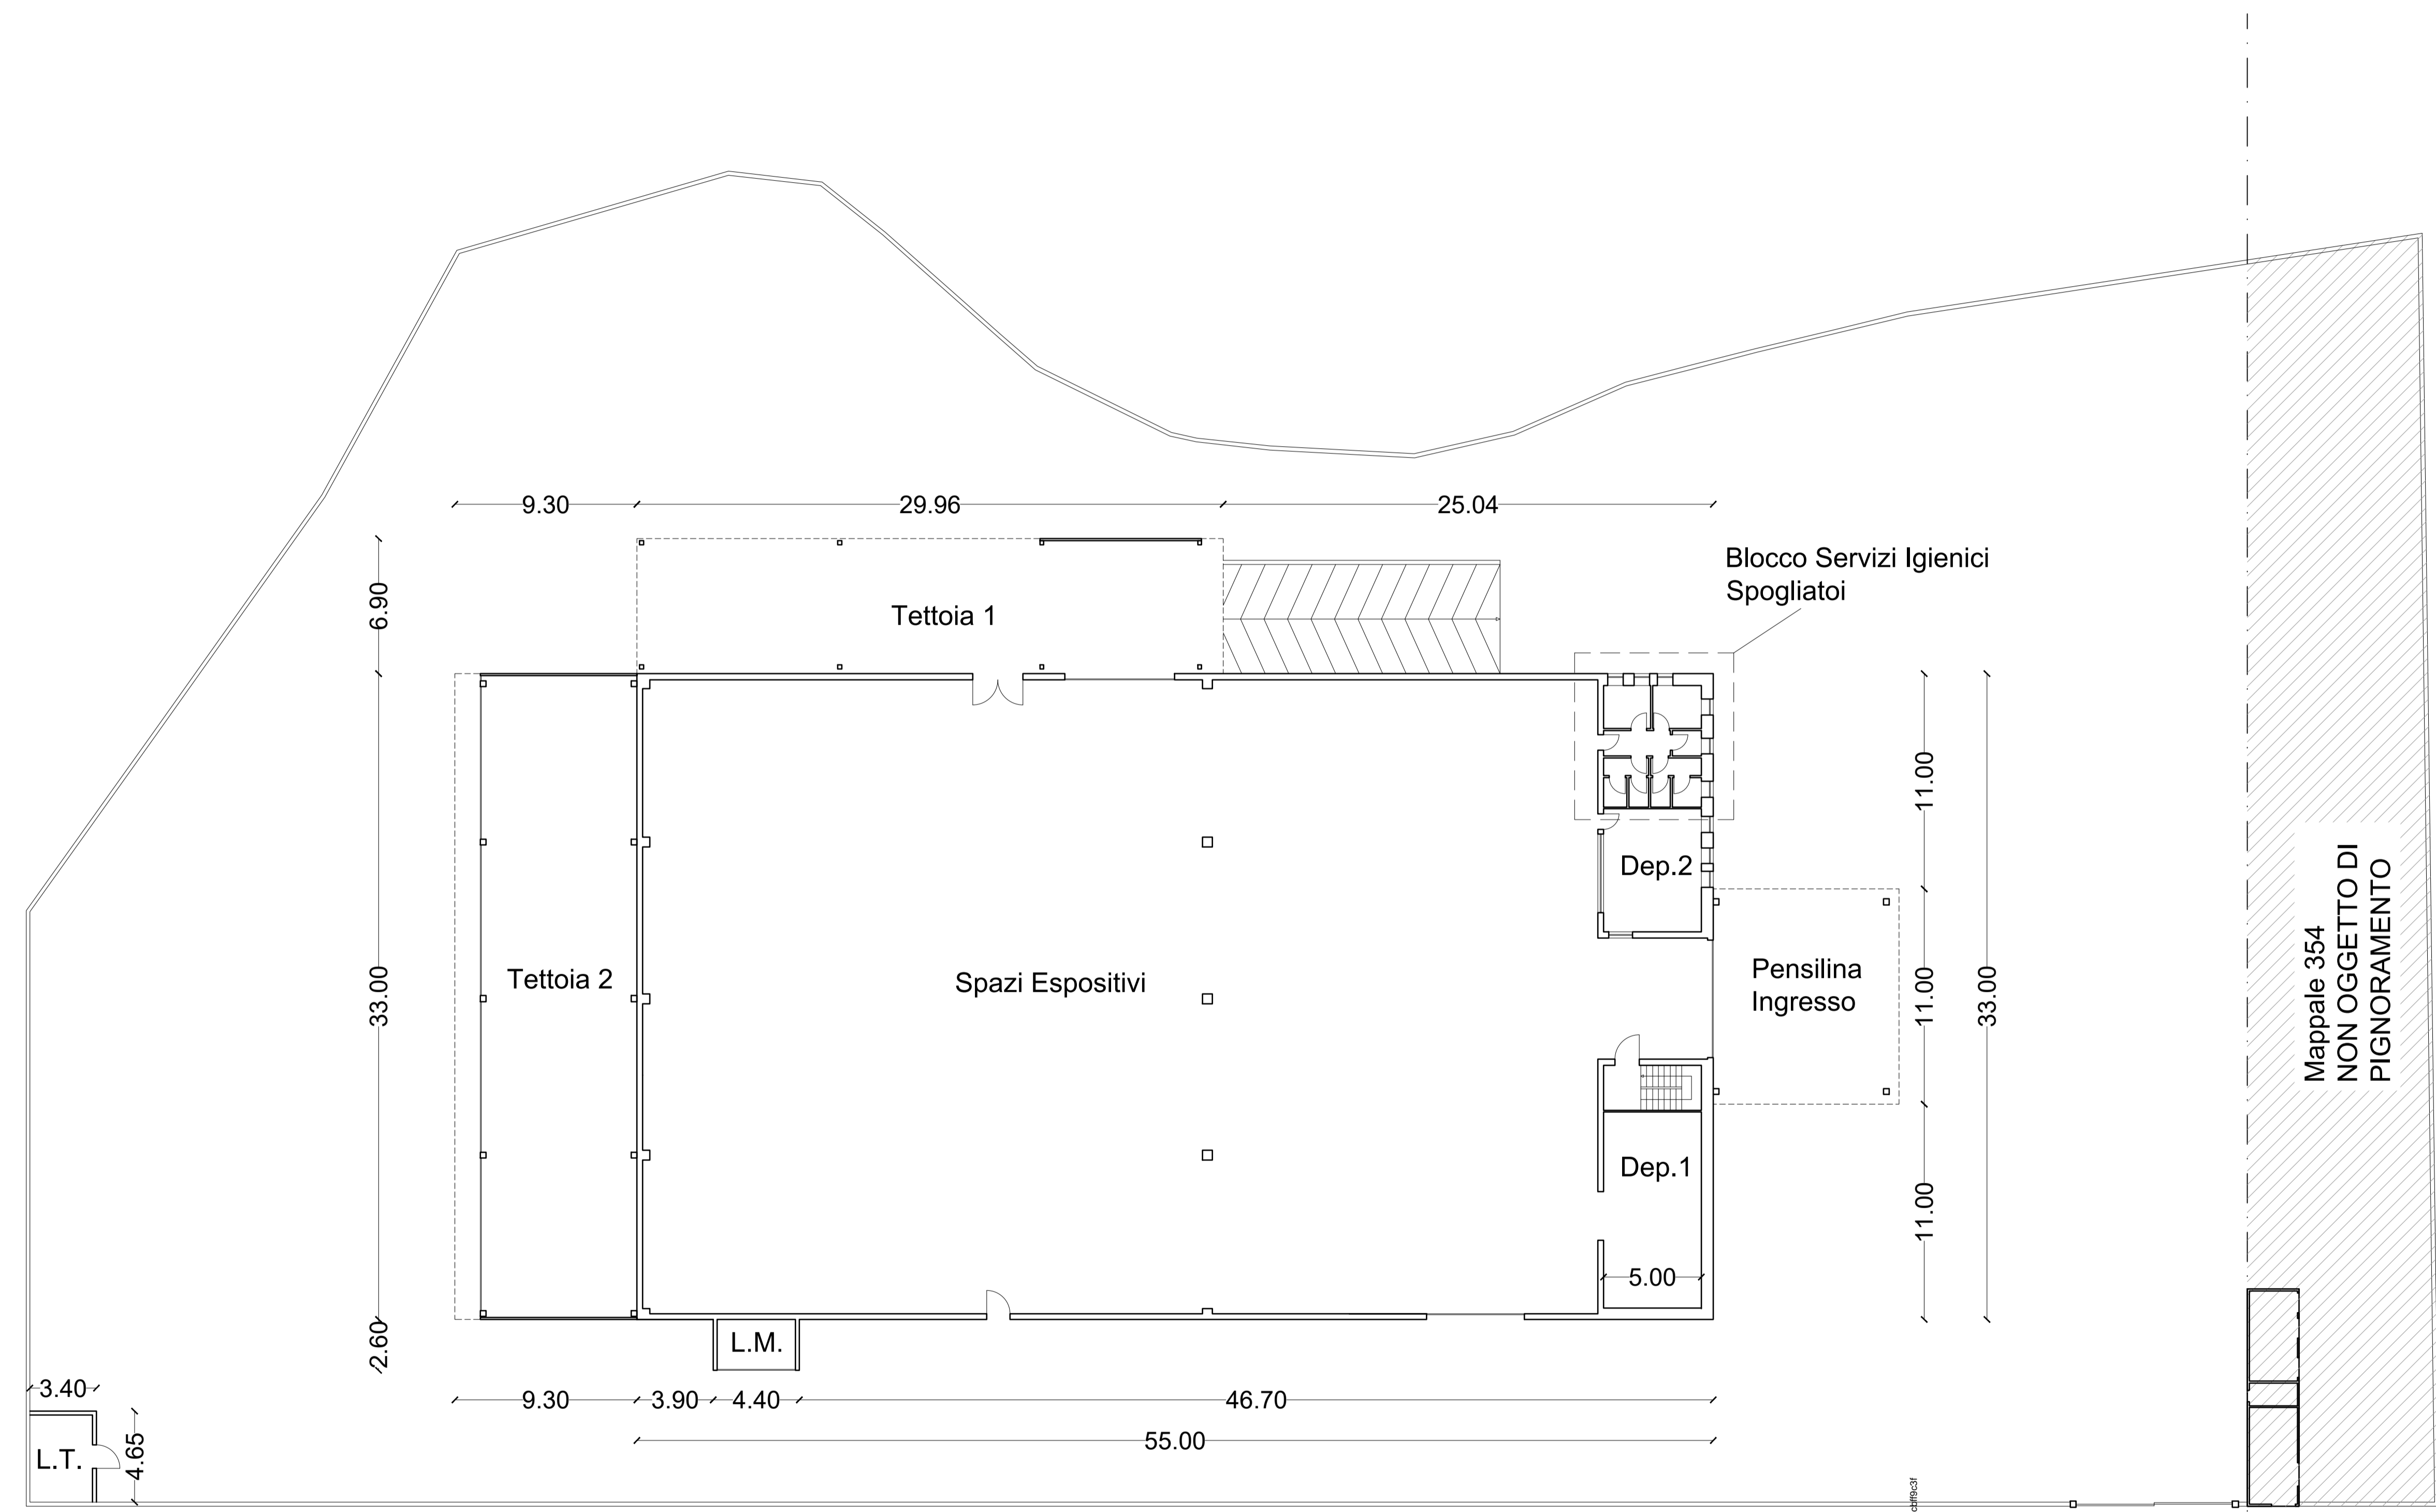 9.30
29.96
25.04
Blocco Servizi Igienici
Spogliatoi
6.90
Tettoia 1
11.00
Dep.2
Mappale 354
NON OGGETTO DI
PIGNORAMENTO
33.00
Tettoia 2
Spazi Espositivi
Pensilina
Ingresso
11.00
33.00
Dep.1
11.00
5.00
2.60
L.M.
3.40
9.30
3.90
4.40
46.70
55.00
L.T.
4.65